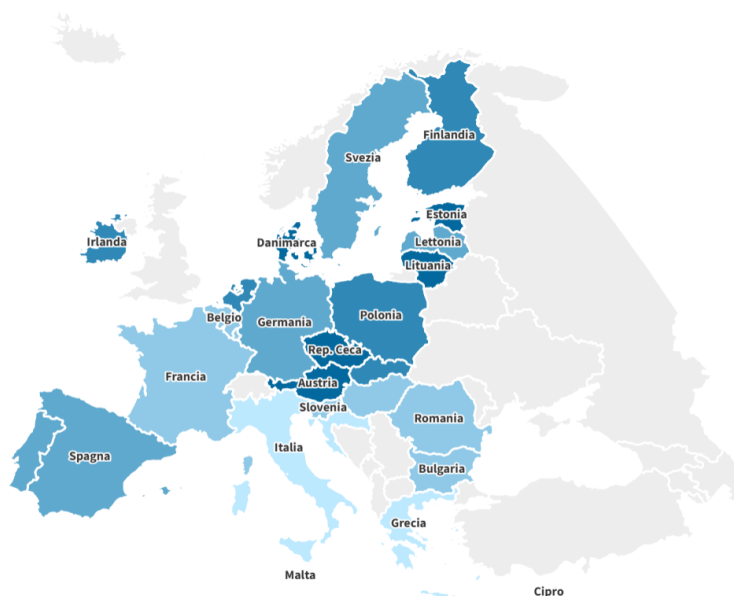 Finlandia
Svezia
Estonia
Irlanda
Danimarca
Lettonia
Lituania
Belgio
Germania
Polonia
Rep. Ceca
Francia
Austria
Slovenia
Romania
Italia
Spagna
Bulgaria
Grecia
Malta
Cipro